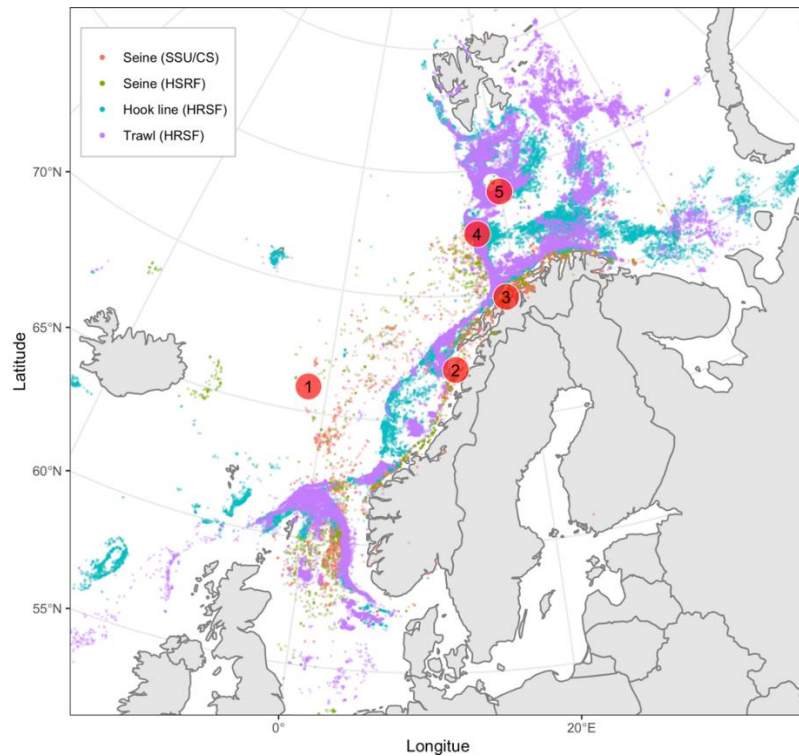 Seine (SSU/CS)
Seine (HSRF)
Hook line (HRSF)
Trawl (HRSF)
70°N
65°N
60°N
55°N
Latitude
5
4
3
2
1
0°
20°E
Longitue